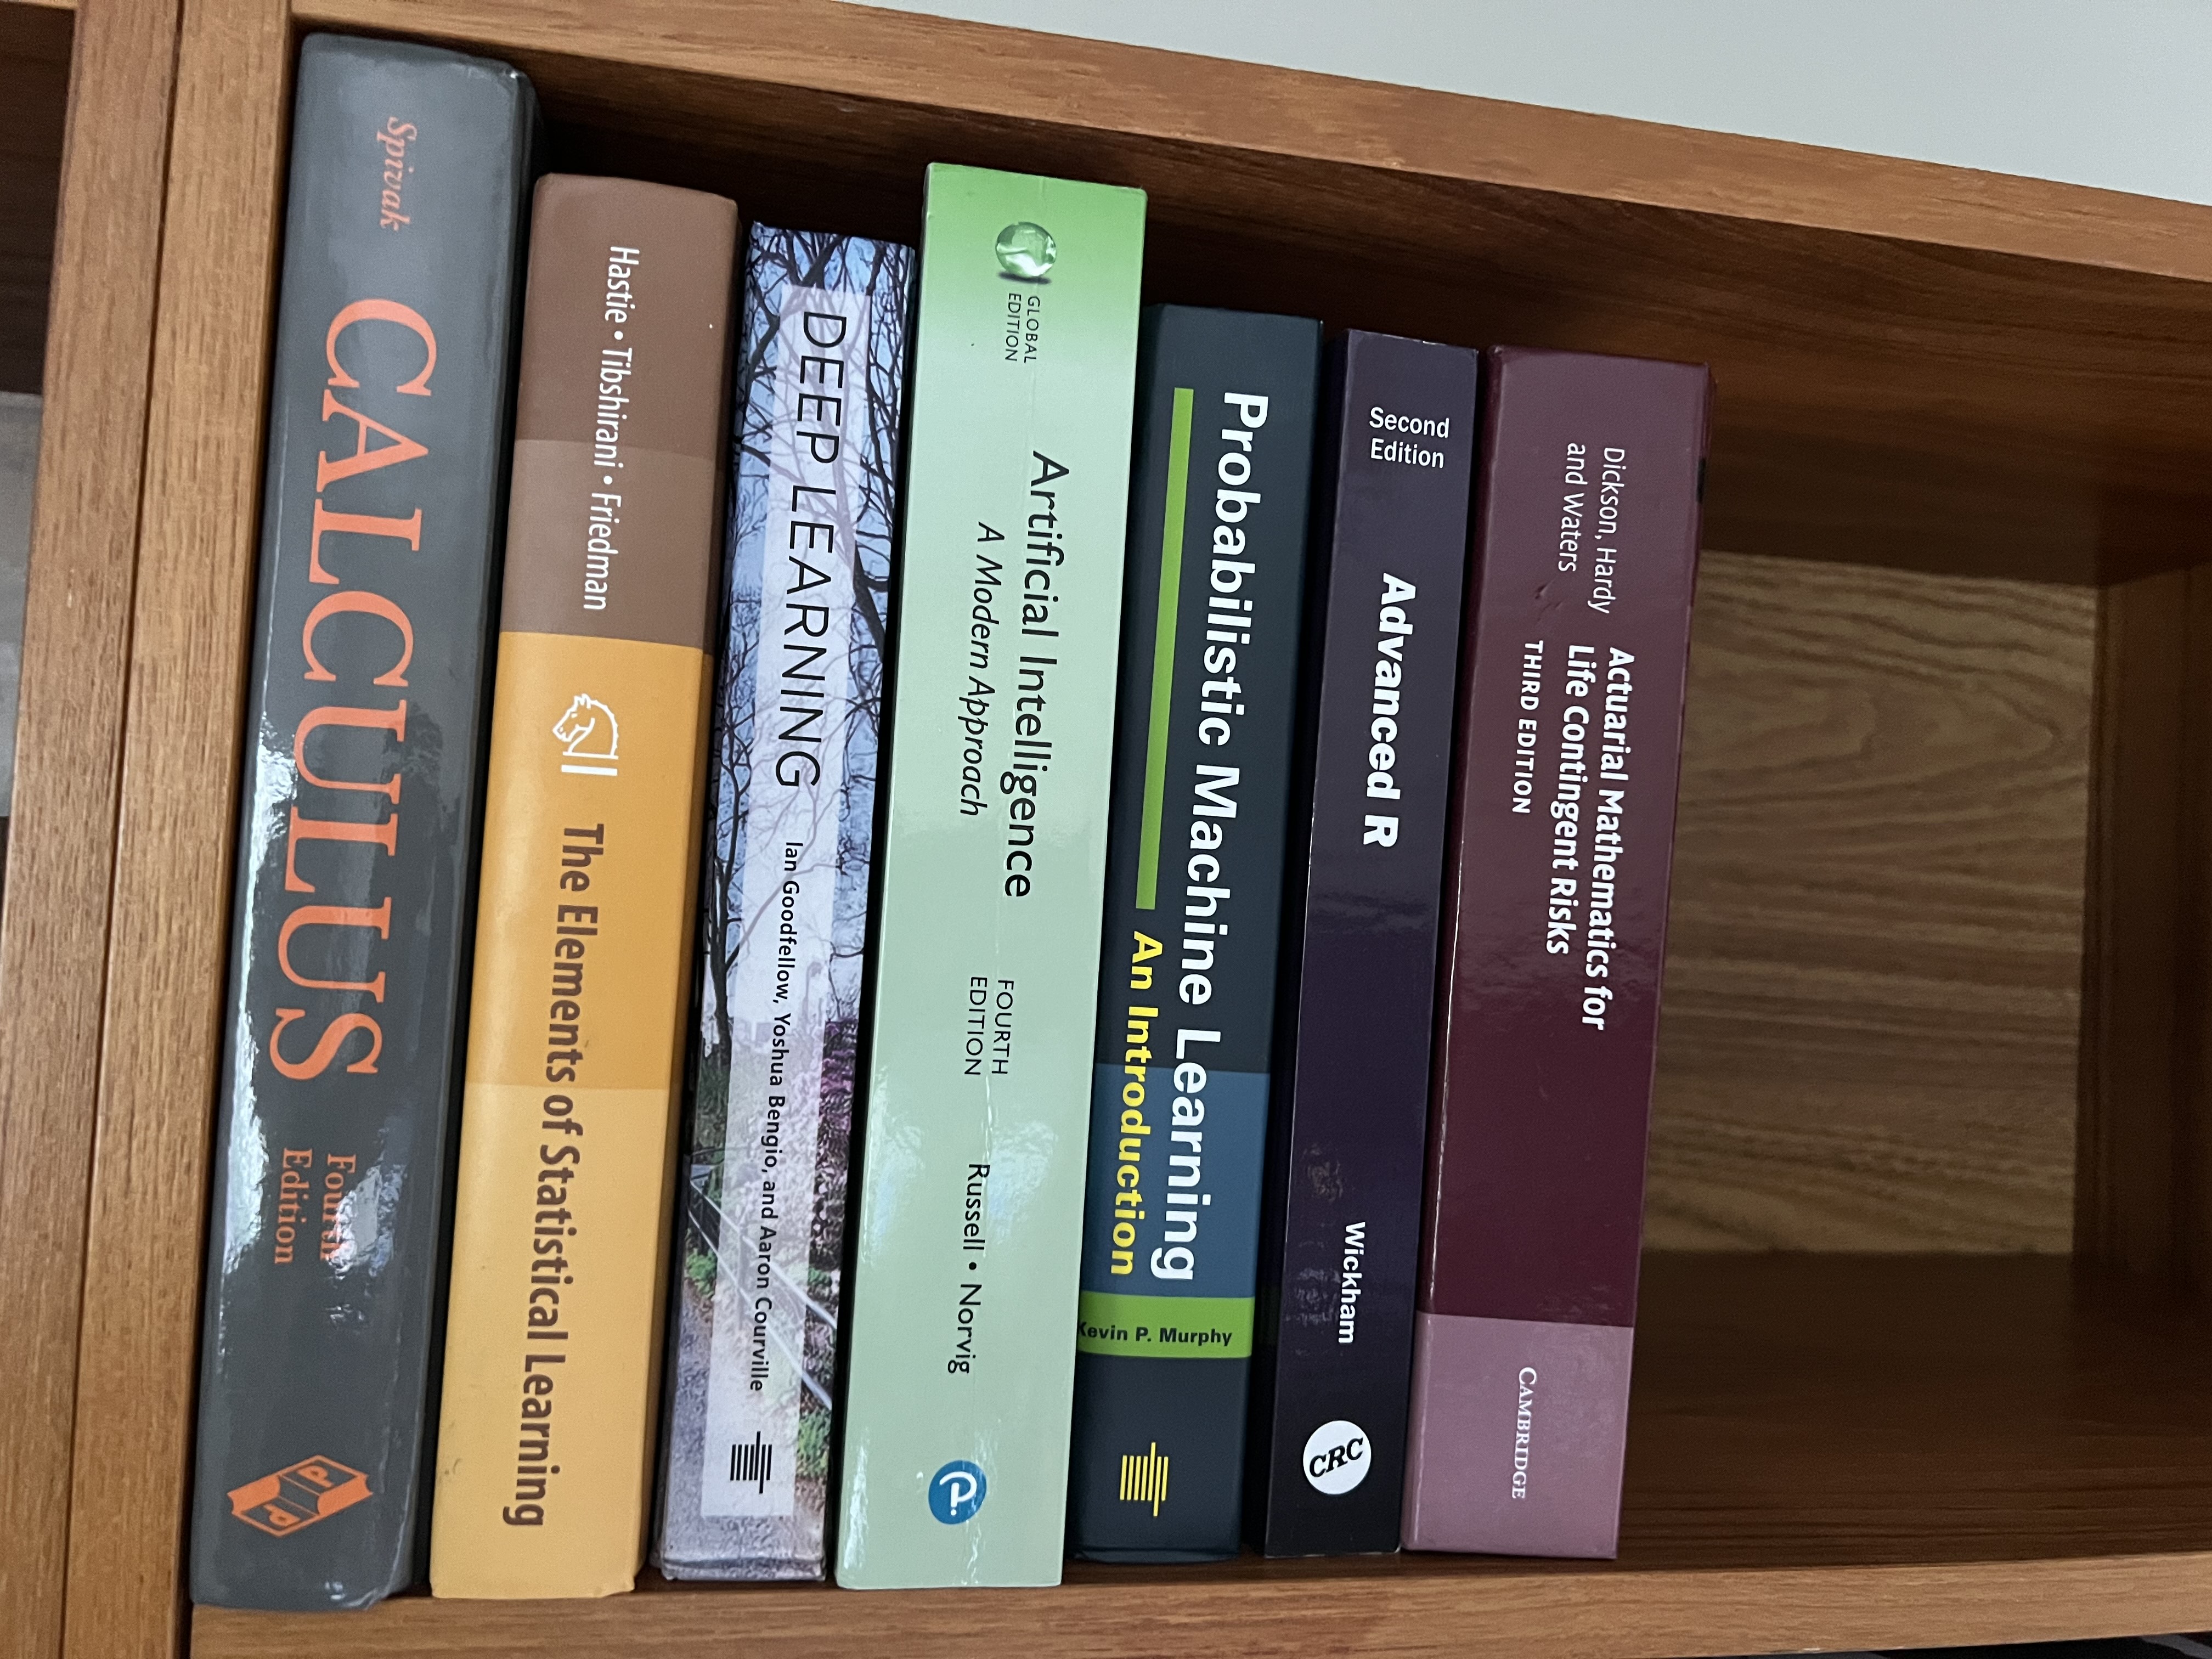 Spivak
CALCULUS
Fourth
Edition
Hastie • Tibshirani • Friedman
The Elements of Statistical Learning
DEEP LEARNING
Ian Goodfellow, Yoshua Bengio, and Aaron Courville
GLOBAL
EDITION
Artificial Intelligence
A Modern Approach
FOURTH
EDITION
Russell • Norvig
P
Probabilistic Machine Learning
An Introduction
Kevin P. Murphy
Second
Edition
Advanced R
Wickham
CRC
Dickson, Hardy
and Waters
Actuarial Mathematics for
Life Contingent Risks
THIRD EDITION
CAMBRIDGE